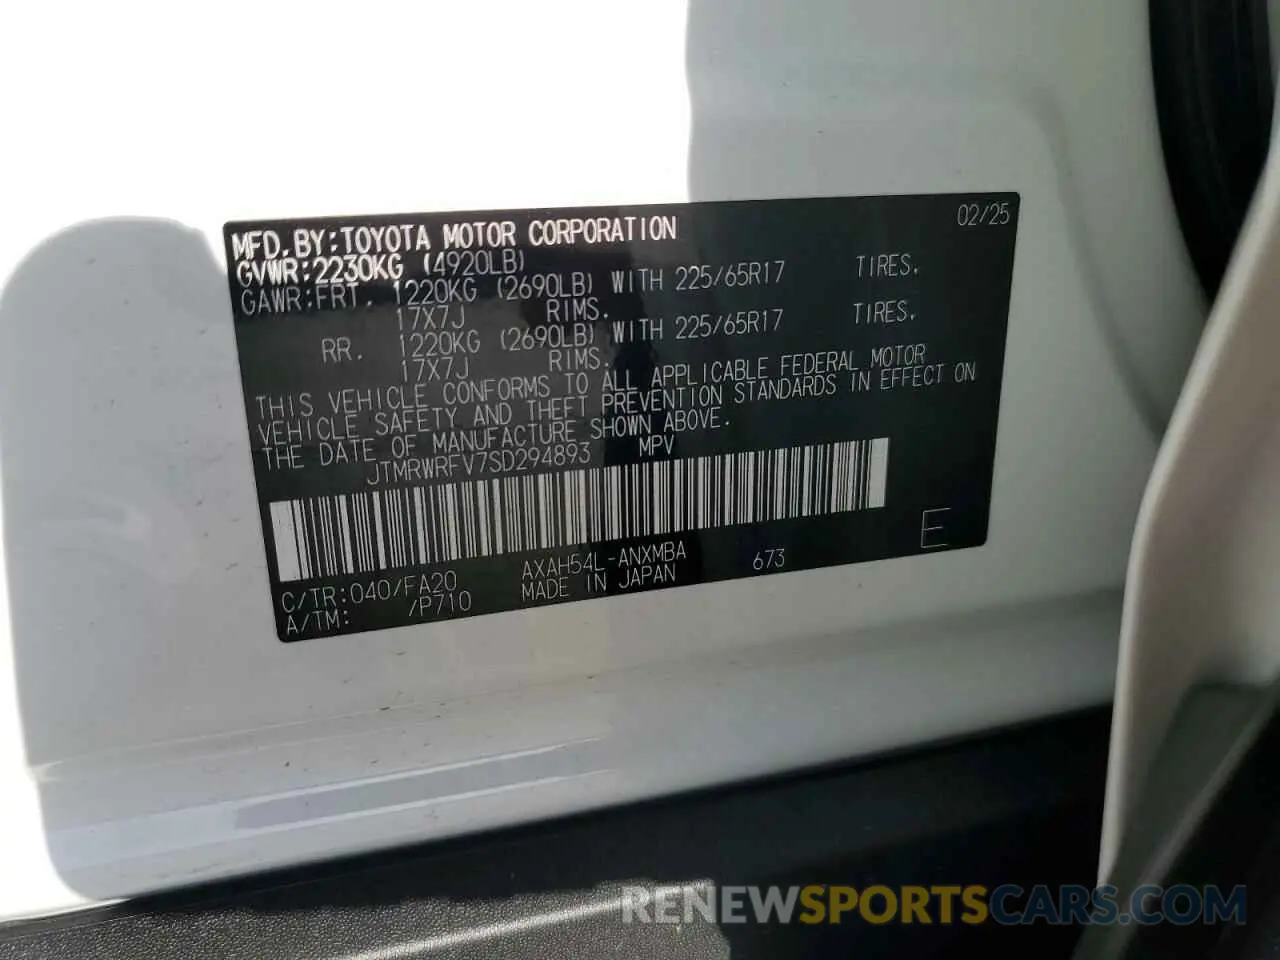 MFD.BY:TOYOTA MOTOR CORPORATION 02/25
GVWR:2230KG (4920LB)
GAWR:FRT. 1220KG (2690LB) WITH 225/65R17 TIRES.
17X7J RIMS.
RR. 1220KG (2690LB) WITH 225/65R17 TIRES.
17X7J RIMS.
THIS VEHICLE CONFORMS TO ALL APPLICABLE FEDERAL MOTOR
VEHICLE SAFETY AND THEFT PREVENTION STANDARDS IN EFFECT ON
THE DATE OF MANUFACTURE SHOWN ABOVE.
JTMRWRFV7SD294893 MPV
E
C/TR:040/FA20 AXAH54L-ANXMBA 673
A/TM: /P710 MADE IN JAPAN
RENEWSPORTSCARS.COM